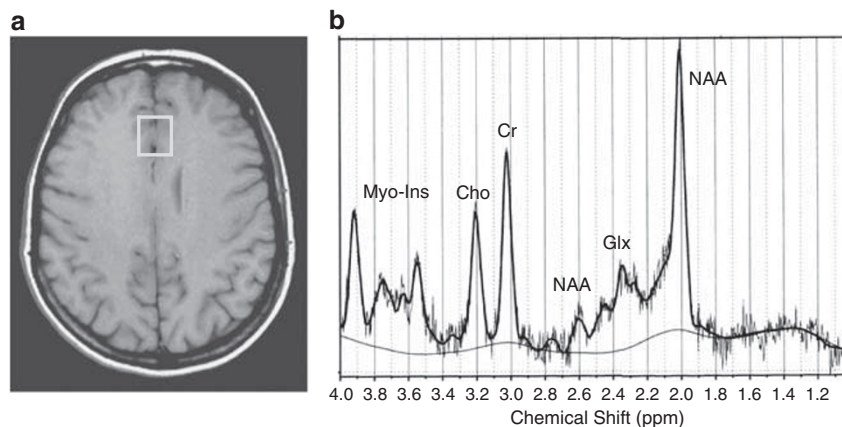 a
b
NAA
Cr
Myo-Ins
Cho
Glx
NAA
4.0 3.8 3.6 3.4 3.2 3.0 2.8 2.6 2.4 2.2 2.0 1.8 1.6 1.4 1.2
Chemical Shift (ppm)